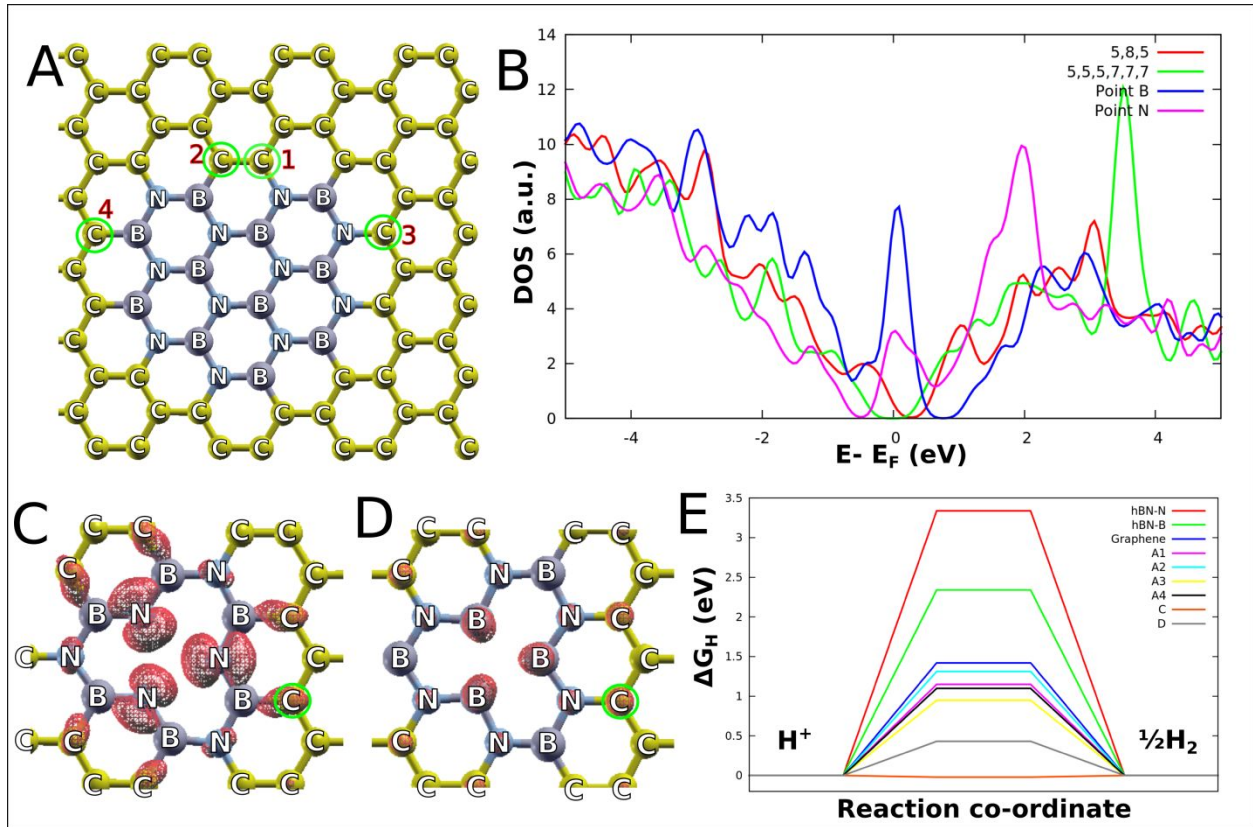 A
C C C C C C C
C C C C C C C
C C C C C C C
C C 2 C C 1 C C C
C N B N B C C
4
C B N B N C 3 C
C N B N B C C
C B N B N C C
C N B N B C C
C C N B C C C
C C C C C C C
C C C C C C C
B
5,8,5
5,5,5,7,7,7
Point B
Point N
DOS (a.u.)
14
12
10
8
6
4
2
0
-4 -2 0 2 4
E- E_F (eV)
C
C C C C
C B N C
B N B C
C N N C
B N B C
C C B N C
C C C C
D
C C C C
C N B C
N B N C
B B C
N B N C
C N B C
C C C C
E
hBN-N
hBN-B
Graphene
A1
A2
A3
A4
C
D
ΔG_H (eV)
3.5
3
2.5
2
1.5
1
0.5
0
H⁺
½H₂
Reaction co-ordinate